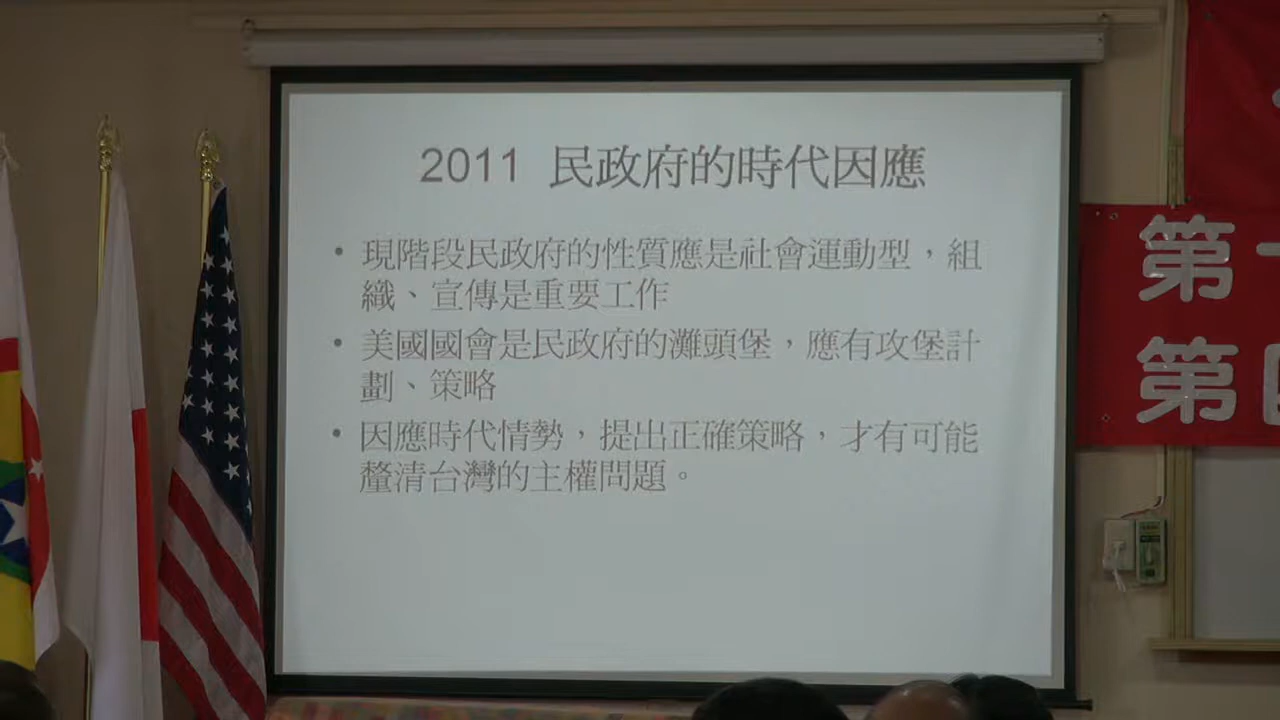 2011 民政府的時代因應
• 現階段民政府的性質應是社會運動型，組
織、宣傳是重要工作
• 美國國會是民政府的灘頭堡，應有攻堡計
劃、策略
• 因應時代情勢，提出正確策略，才有可能
釐清台灣的主權問題。
第
第